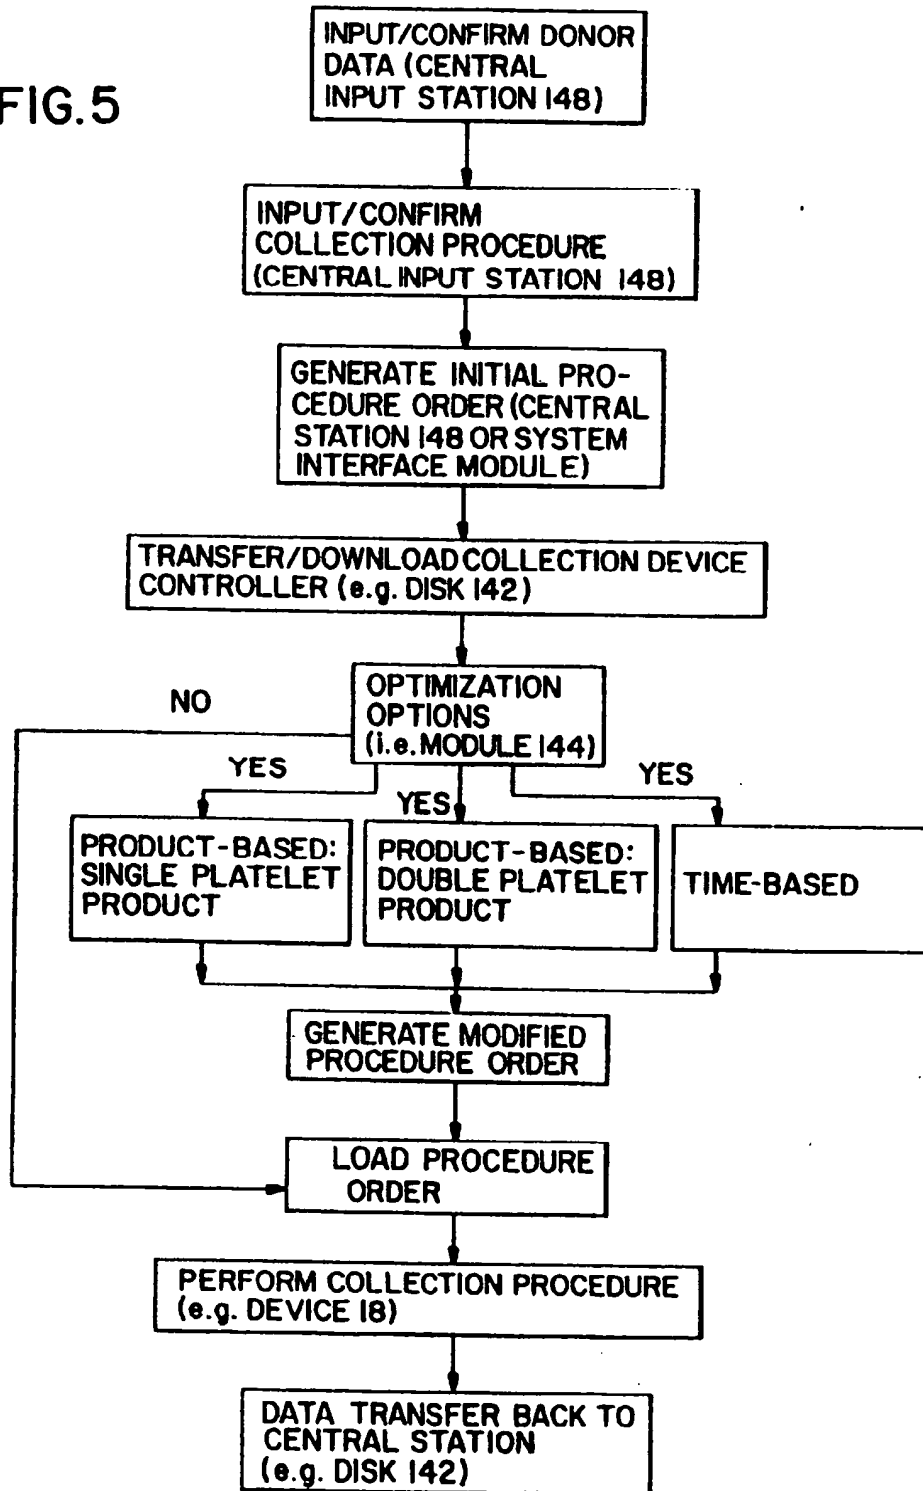 FIG.5
INPUT/CONFIRM DONOR
DATA (CENTRAL
INPUT STATION 148)
INPUT/CONFIRM
COLLECTION PROCEDURE
(CENTRAL INPUT STATION 148)
GENERATE INITIAL PRO-
CEDURE ORDER (CENTRAL
STATION 148 OR SYSTEM
INTERFACE MODULE)
TRANSFER/DOWNLOAD COLLECTION DEVICE
CONTROLLER (e.g. DISK 142)
OPTIMIZATION
OPTIONS
(i.e. MODULE 144)
NO
YES
YES
YES
PRODUCT-BASED:
SINGLE PLATELET
PRODUCT
PRODUCT-BASED:
DOUBLE PLATELET
PRODUCT
TIME-BASED
GENERATE MODIFIED
PROCEDURE ORDER
LOAD PROCEDURE
ORDER
PERFORM COLLECTION PROCEDURE
(e.g. DEVICE 18)
DATA TRANSFER BACK TO
CENTRAL STATION
(e.g. DISK 142)